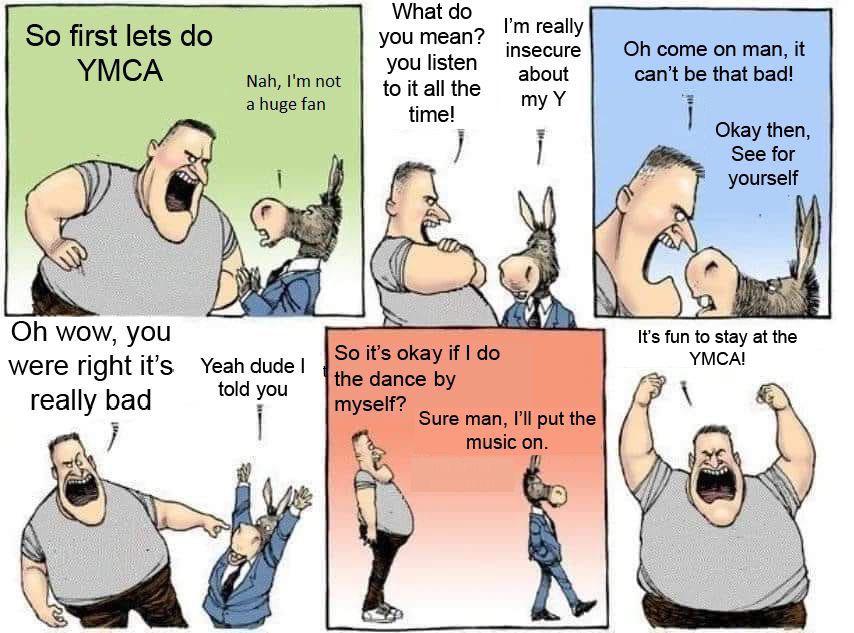 So first lets do
YMCA
Nah, I'm not
a huge fan
What do
you mean?
you listen
to it all the
time!
I'm really
insecure
about
my Y
Oh come on man, it
can't be that bad!
Okay then,
See for
yourself
Oh wow, you
were right it's
really bad
Yeah dude I
told you
t
So it's okay if I do
the dance by
myself?
Sure man, I'll put the
music on.
It's fun to stay at the
YMCA!